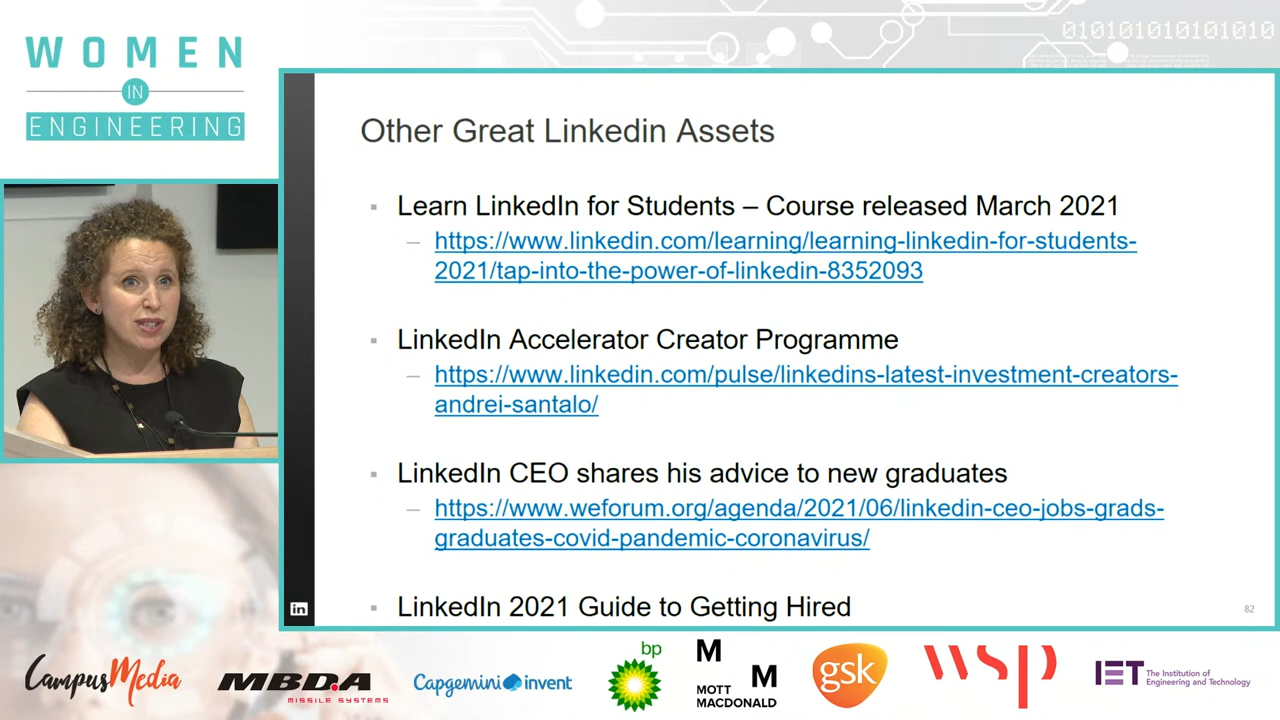 WOMEN
IN
ENGINEERING
010101010101010
Other Great Linkedin Assets
Learn LinkedIn for Students – Course released March 2021
https://www.linkedin.com/learning/learning-linkedin-for-students-
2021/tap-into-the-power-of-linkedin-8352093
LinkedIn Accelerator Creator Programme
https://www.linkedin.com/pulse/linkedins-latest-investment-creators-
andrei-santalo/
LinkedIn CEO shares his advice to new graduates
https://www.weforum.org/agenda/2021/06/linkedin-ceo-jobs-grads-
graduates-covid-pandemic-coronavirus/
LinkedIn 2021 Guide to Getting Hired
in
82
CampusMedia
MBDA
MISSILE SYSTEMS
Capgemini invent
bp
M
M
MOTT
MACDONALD
gsk
wsp
IET
The Institution of
Engineering and Technology